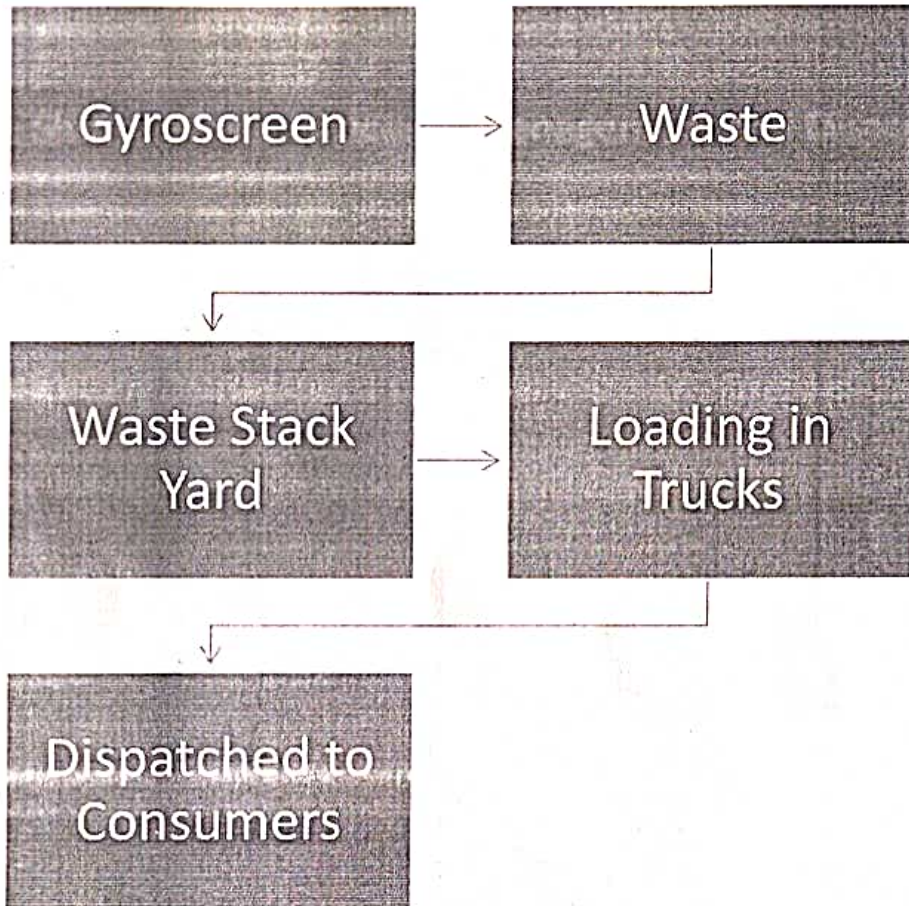 Gyroscreen
Waste
Waste Stack
Yard
Loading in
Trucks
Dispatched to
Consumers